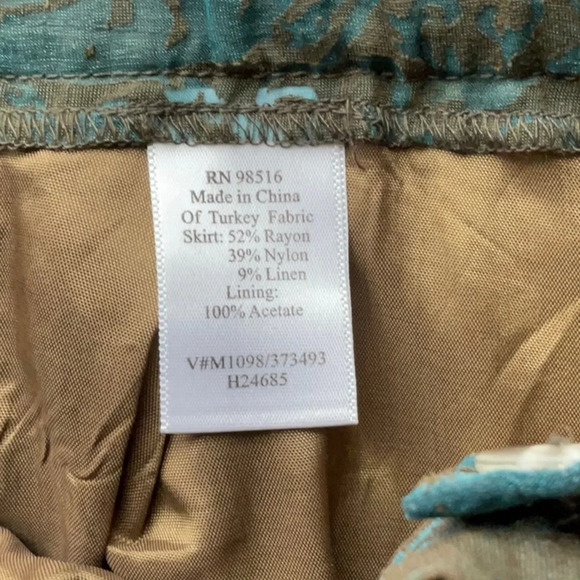 RN 98516
Made in China
Of Turkey Fabric
Skirt: 52% Rayon
39% Nylon
9% Linen
Lining:
100% Acetate
V#M1098/373493
H24685